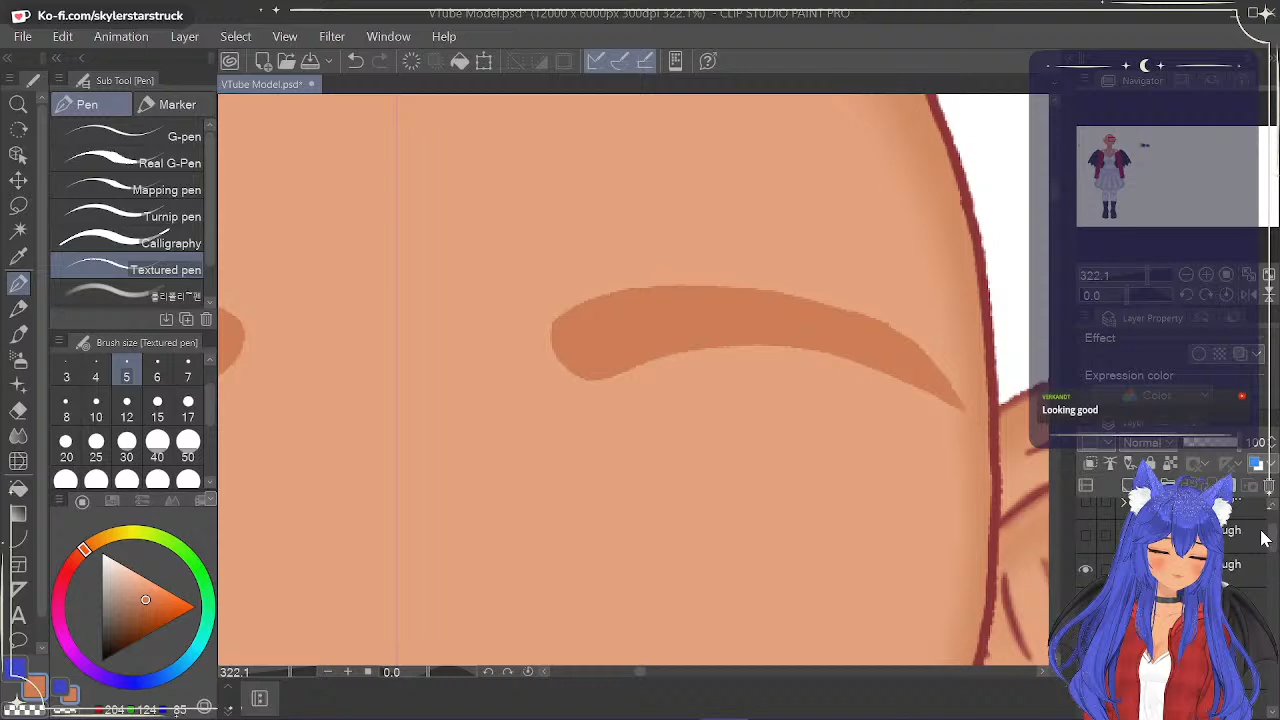 Ko-fi.com/skylerstarstruck
VTube Model.psd* (12000 x 6000px 300dpi 322.1%) - CLIP STUDIO PAINT PRO
File Edit Animation Layer Select View Filter Window Help
Sub Tool [Pen]
VTube Model.psd*
Navigator
Pen
Marker
G-pen
Real G-Pen
Mapping pen
Turnip pen
Calligraphy
Textured pen
Brush size [Textured pen]
3 4 5 6 7
8 10 12 15 17
20 25 30 40 50
322.1
0.0
Layer Property
Effect
Expression color
Color
VERKANDT
Looking good
Normal
100
322.1
0.0
204 124 85
A